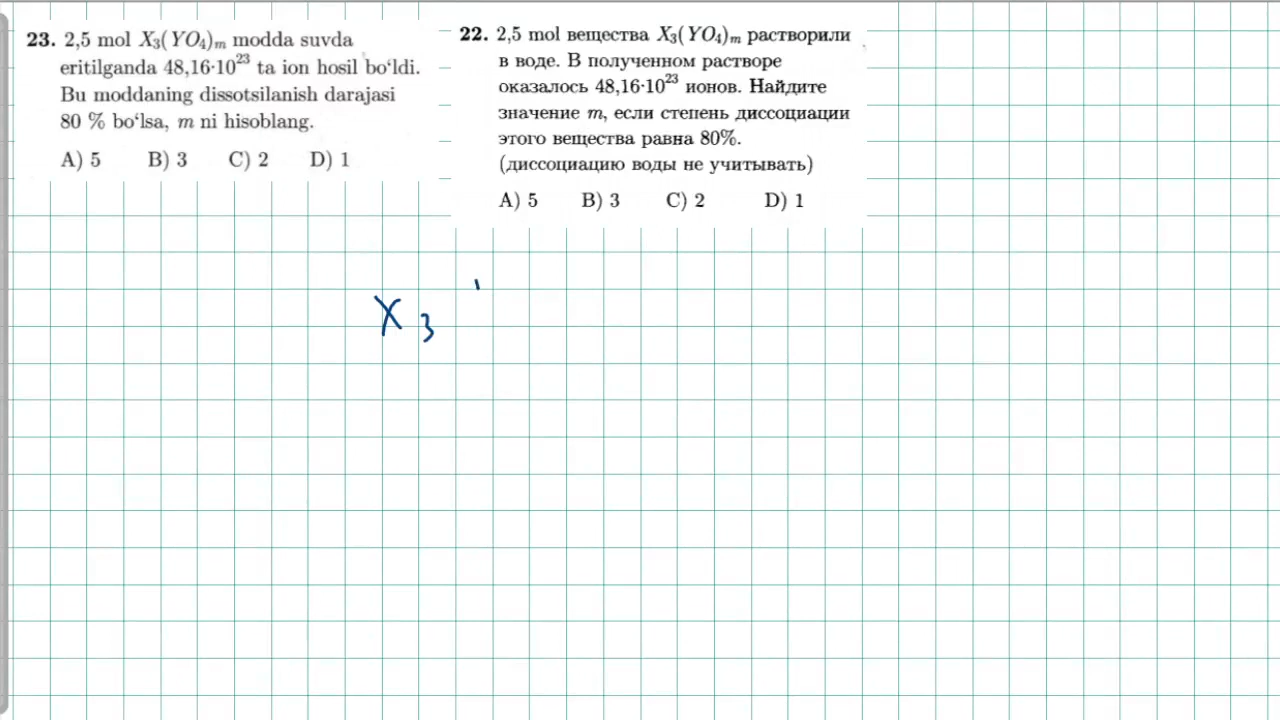 23. 2,5 mol X₃(YO₄)ₘ modda suvda
eritilganda 48,16·10²³ ta ion hosil bo‘ldi.
Bu moddaning dissotsilanish darajasi
80 % bo‘lsa, m ni hisoblang.
A) 5 B) 3 C) 2 D) 1
22. 2,5 mol вещества X₃(YO₄)ₘ растворили
в воде. В полученном растворе
оказалось 48,16·10²³ ионов. Найдите
значение m, если степень диссоциации
этого вещества равна 80%.
(диссоциацию воды не учитывать)
A) 5 B) 3 C) 2 D) 1
X₃